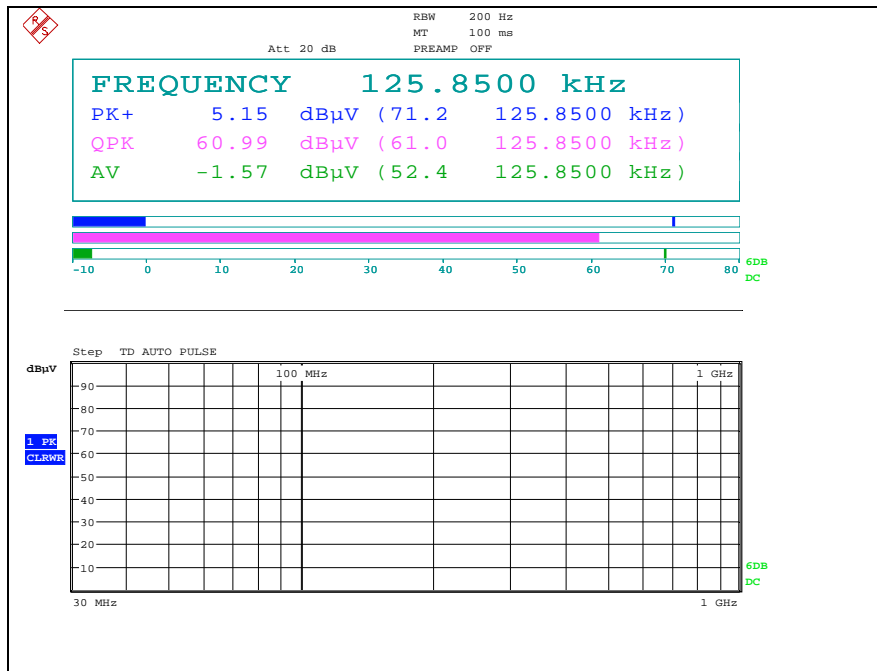 R
S
RBW 200 Hz
MT 100 ms
Att 20 dB PREAMP OFF
FREQUENCY 125.8500 kHz
PK+ 5.15 dBµV (71.2 125.8500 kHz)
QPK 60.99 dBµV (61.0 125.8500 kHz)
AV -1.57 dBµV (52.4 125.8500 kHz)
-10 0 10 20 30 40 50 60 70 80
6DB
DC
Step TD AUTO PULSE
dBµV
100 MHz 1 GHz
90
80
70
1 PK
CLRWR
60
50
40
30
20
10
6DB
DC
30 MHz 1 GHz